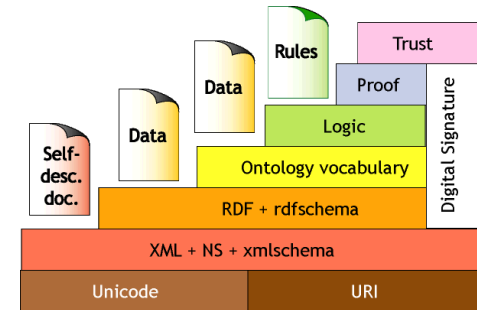 Trust
Rules
Proof
Data
Logic
Data
Ontology vocabulary
Digital Signature
Self-
desc.
doc.
RDF + rdfschema
XML + NS + xmlschema
Unicode
URI